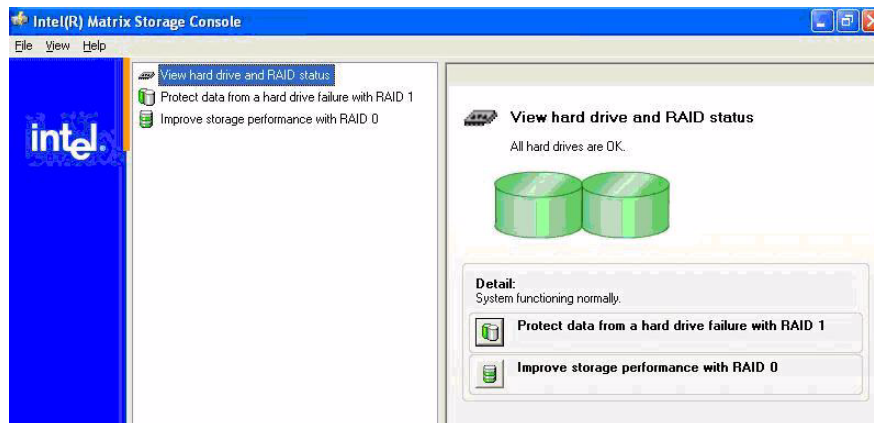 Intel(R) Matrix Storage Console
File View Help
intel.
View hard drive and RAID status
Protect data from a hard drive failure with RAID 1
Improve storage performance with RAID 0
View hard drive and RAID status
All hard drives are OK.
Detail:
System functioning normally.
Protect data from a hard drive failure with RAID 1
Improve storage performance with RAID 0